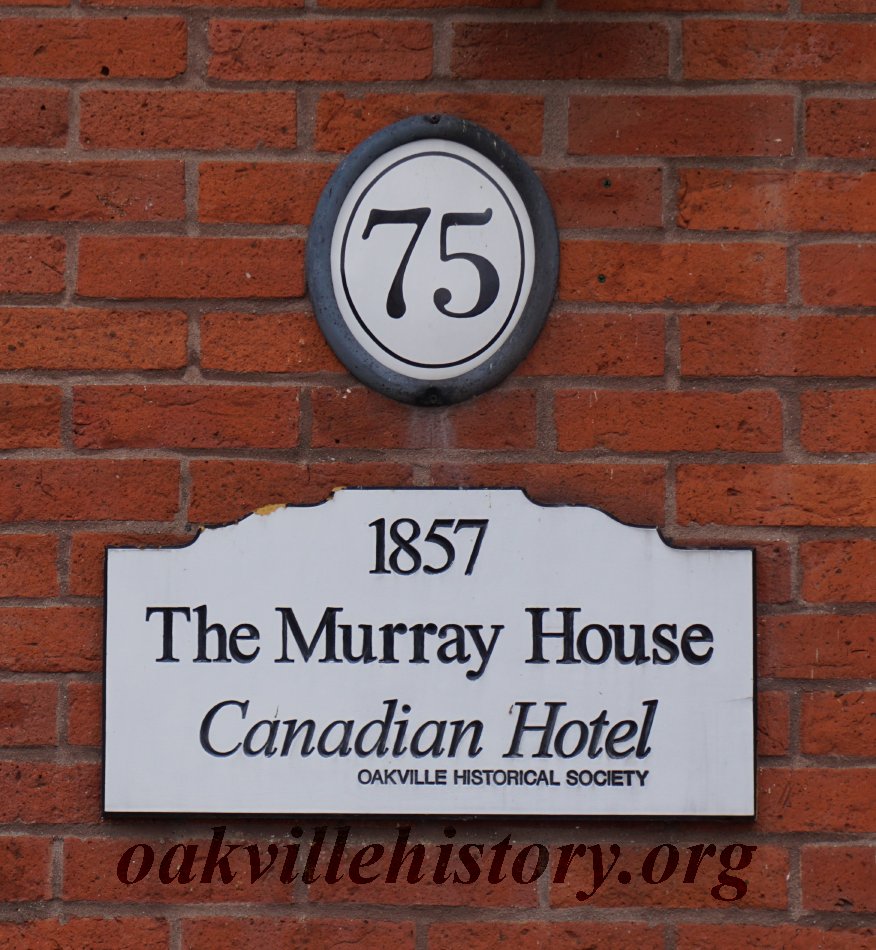 75
1857
The Murray House
Canadian Hotel
OAKVILLE HISTORICAL SOCIETY
oakvillehistory.org